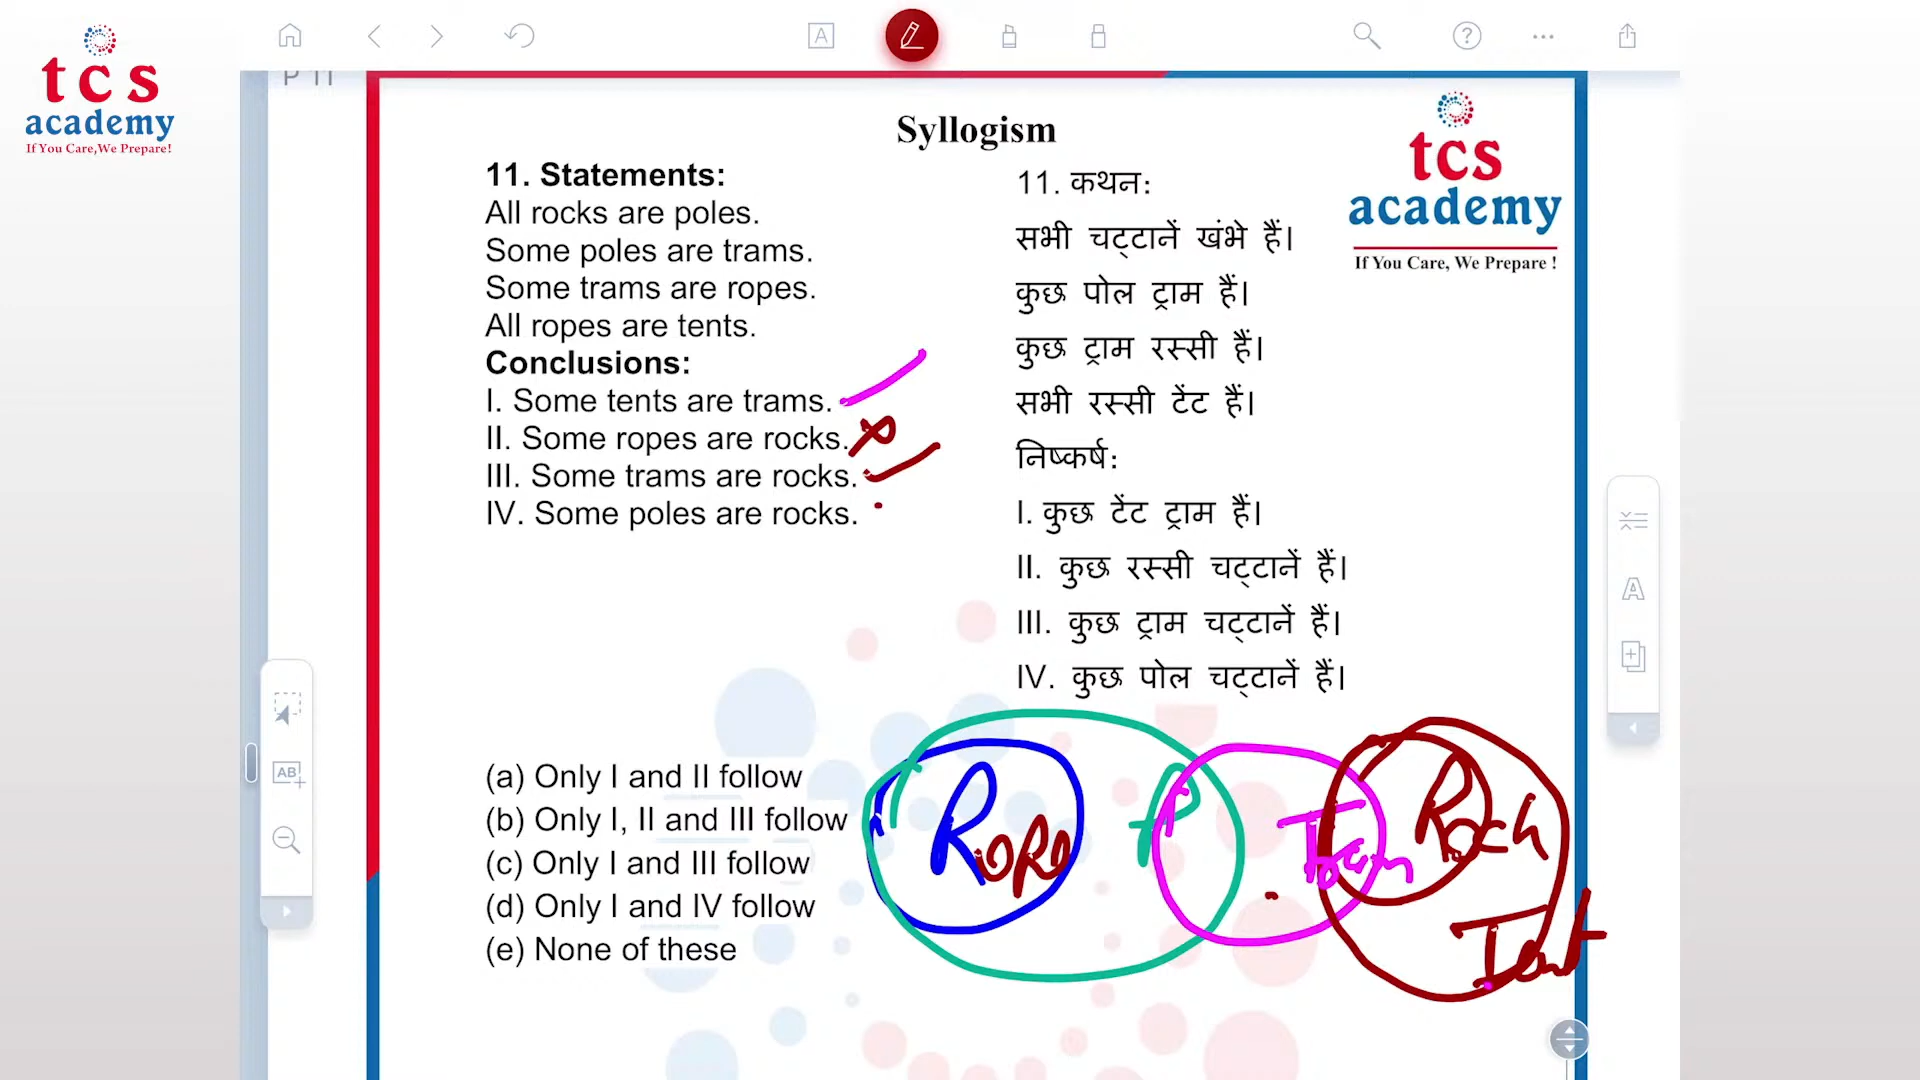 tcs
academy
If You Care,We Prepare!
A
?
P 11
Syllogism
tcs
academy
If You Care, We Prepare !
11. Statements:
All rocks are poles.
Some poles are trams.
Some trams are ropes.
All ropes are tents.
Conclusions:
I. Some tents are trams.
II. Some ropes are rocks.
III. Some trams are rocks.
IV. Some poles are rocks.
(a) Only I and II follow
(b) Only I, II and III follow
(c) Only I and III follow
(d) Only I and IV follow
(e) None of these
11. कथन:
सभी चट्टानें खंभे हैं।
कुछ पोल ट्राम हैं।
कुछ ट्राम रस्सी हैं।
सभी रस्सी टेंट हैं।
निष्कर्ष:
I. कुछ टेंट ट्राम हैं।
II. कुछ रस्सी चट्टानें हैं।
III. कुछ ट्राम चट्टानें हैं।
IV. कुछ पोल चट्टानें हैं।
P
Rock
Tent
AB
A